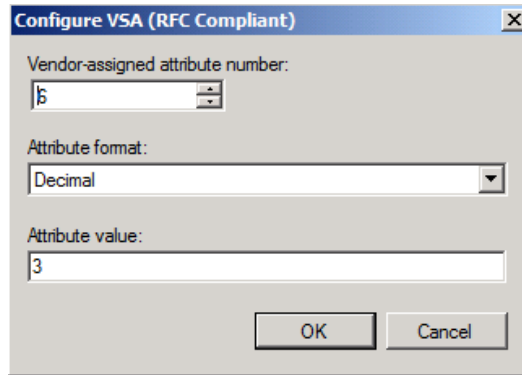 Configure VSA (RFC Compliant)
Vendor-assigned attribute number:
6
Attribute format:
Decimal
Attribute value:
3
OK
Cancel